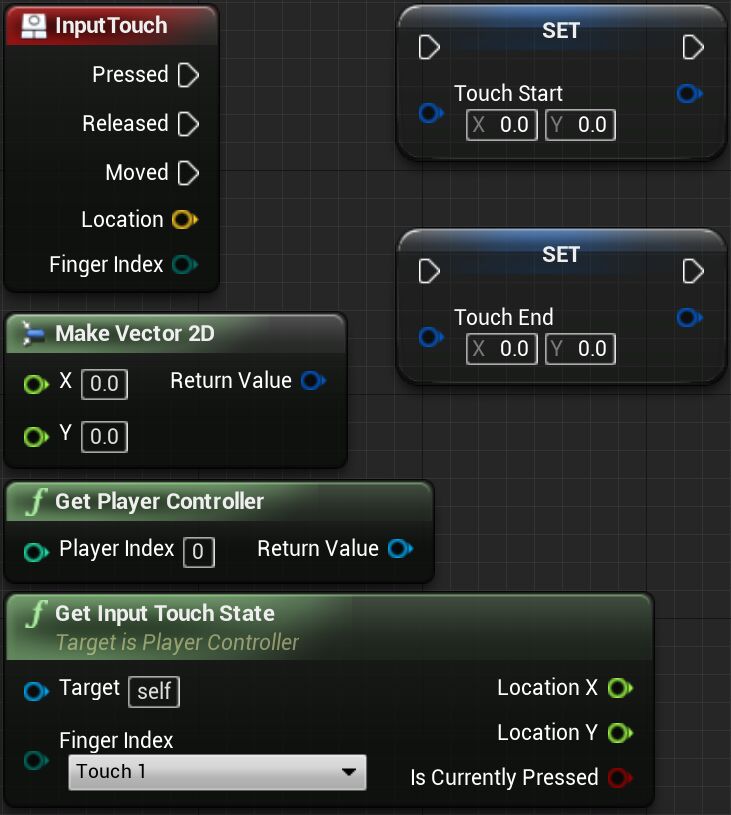 InputTouch
Pressed
Released
Moved
Location
Finger Index
SET
Touch Start
X 0.0 Y 0.0
SET
Touch End
X 0.0 Y 0.0
Make Vector 2D
X 0.0 Return Value
Y 0.0
f Get Player Controller
Player Index 0 Return Value
f Get Input Touch State
Target is Player Controller
Target self
Location X
Location Y
Finger Index
Touch 1
Is Currently Pressed